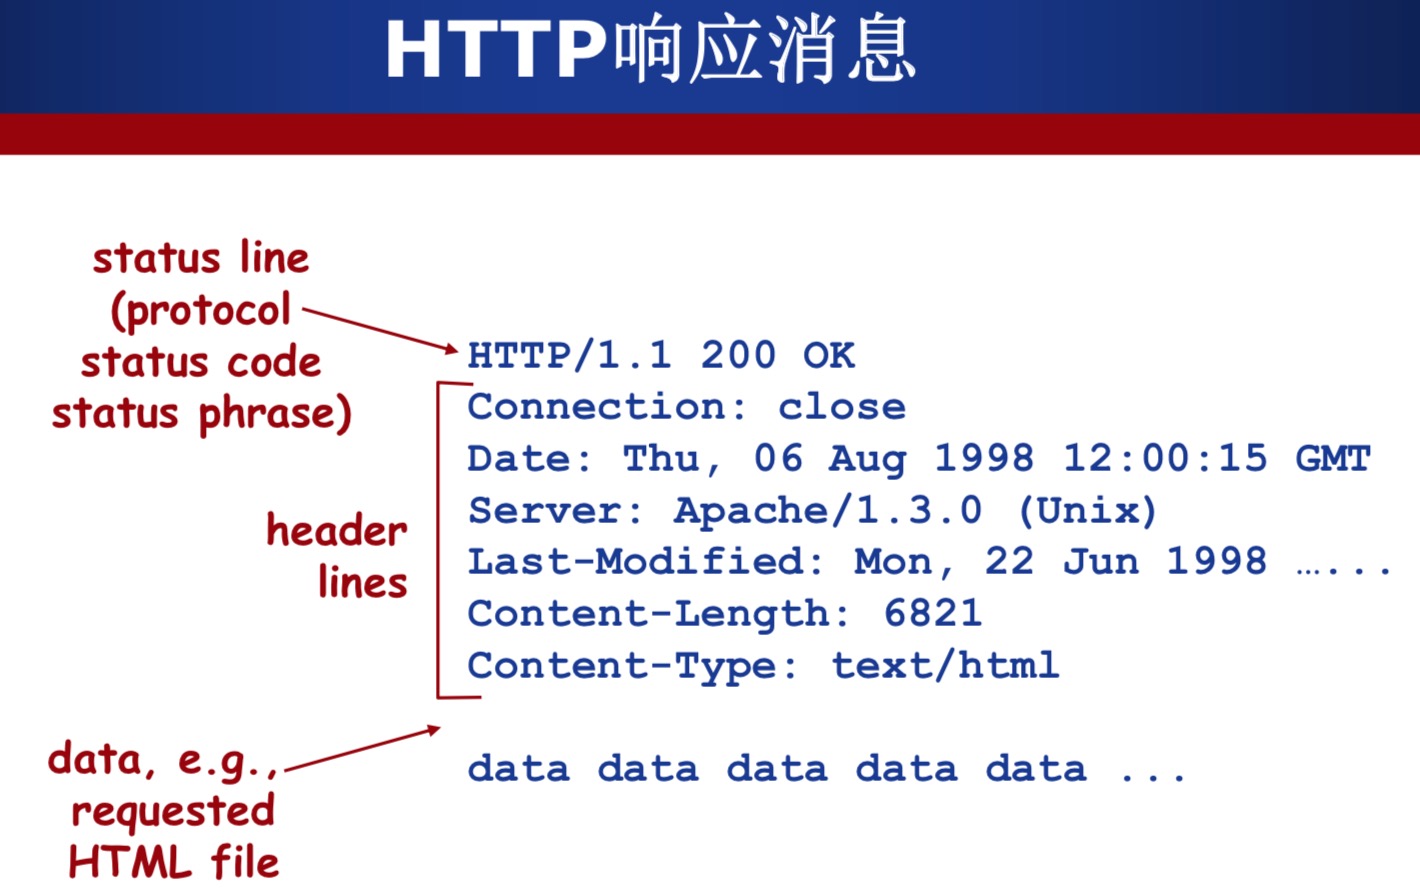 HTTP响应消息
status line
(protocol
status code
status phrase)
HTTP/1.1 200 OK
Connection: close
Date: Thu, 06 Aug 1998 12:00:15 GMT
Server: Apache/1.3.0 (Unix)
Last-Modified: Mon, 22 Jun 1998 …...
Content-Length: 6821
Content-Type: text/html
header
lines
data, e.g.,
requested
HTML file
data data data data data ...